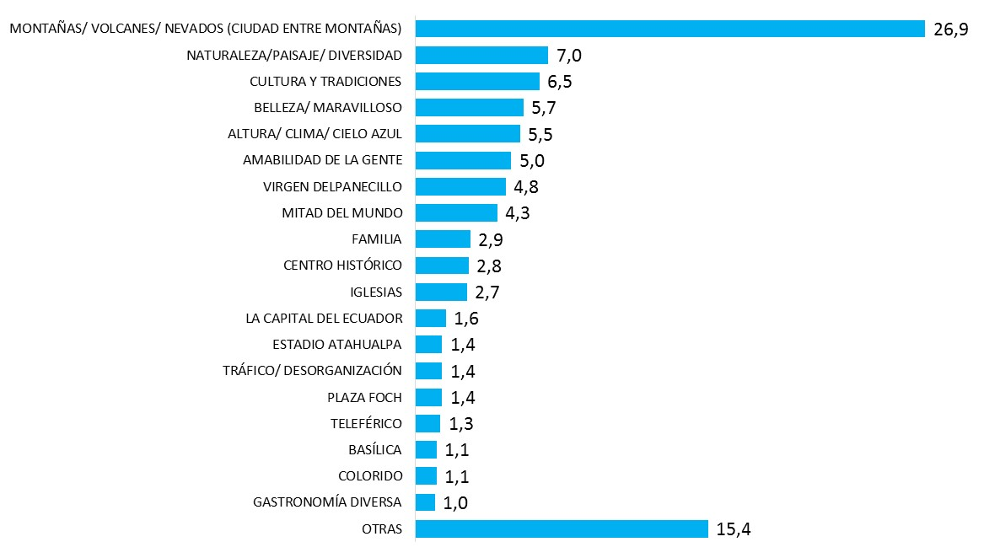 MONTAÑAS/ VOLCANES/ NEVADOS (CIUDAD ENTRE MONTAÑAS) 26,9
NATURALEZA/PAISAJE/ DIVERSIDAD 7,0
CULTURA Y TRADICIONES 6,5
BELLEZA/ MARAVILLOSO 5,7
ALTURA/ CLIMA/ CIELO AZUL 5,5
AMABILIDAD DE LA GENTE 5,0
VIRGEN DELPANECILLO 4,8
MITAD DEL MUNDO 4,3
FAMILIA 2,9
CENTRO HISTÓRICO 2,8
IGLESIAS 2,7
LA CAPITAL DEL ECUADOR 1,6
ESTADIO ATAHUALPA 1,4
TRÁFICO/ DESORGANIZACIÓN 1,4
PLAZA FOCH 1,4
TELEFÉRICO 1,3
BASÍLICA 1,1
COLORIDO 1,1
GASTRONOMÍA DIVERSA 1,0
OTRAS 15,4